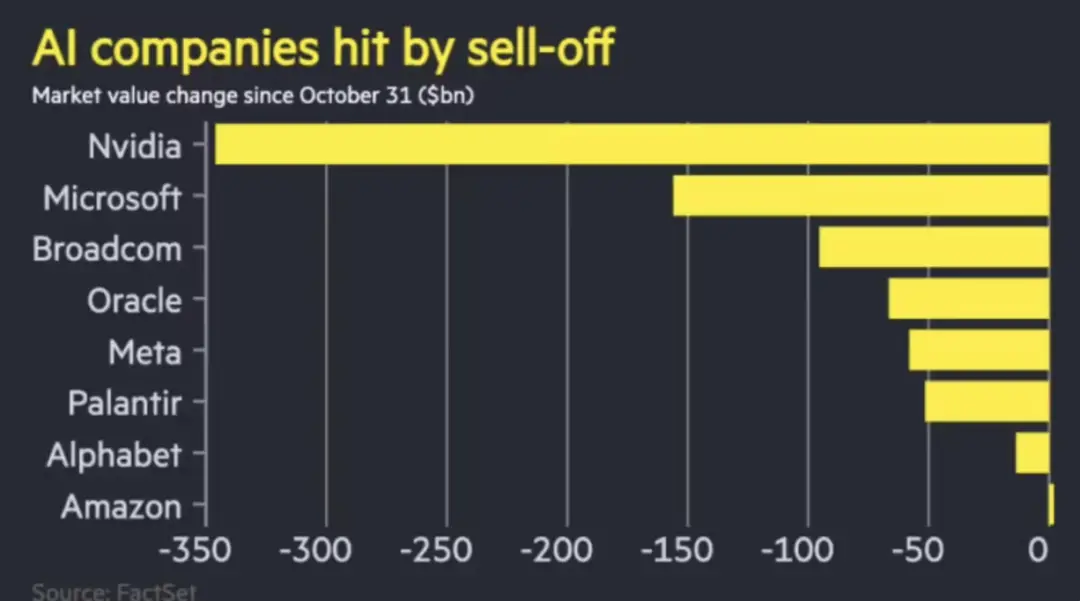 AI companies hit by sell-off
Market value change since October 31 ($bn)
Nvidia
Microsoft
Broadcom
Oracle
Meta
Palantir
Alphabet
Amazon
-350 -300 -250 -200 -150 -100 -50 0
Source: FactSet